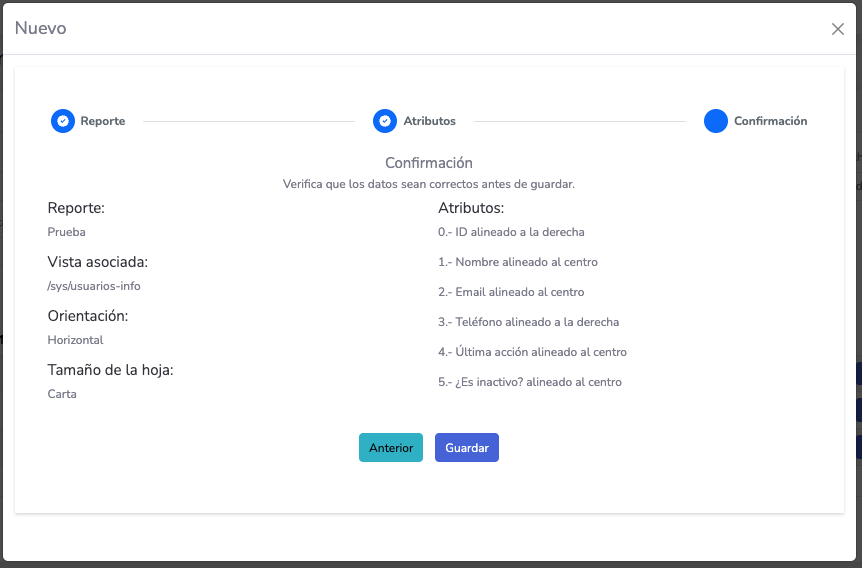 Nuevo
Reporte
Atributos
Confirmación
Confirmación
Verifica que los datos sean correctos antes de guardar.
Reporte:
Prueba
Vista asociada:
/sys/usuarios-info
Orientación:
Horizontal
Tamaño de la hoja:
Carta
Atributos:
0.- ID alineado a la derecha
1.- Nombre alineado al centro
2.- Email alineado al centro
3.- Teléfono alineado a la derecha
4.- Última acción alineado al centro
5.- ¿Es inactivo? alineado al centro
Anterior
Guardar